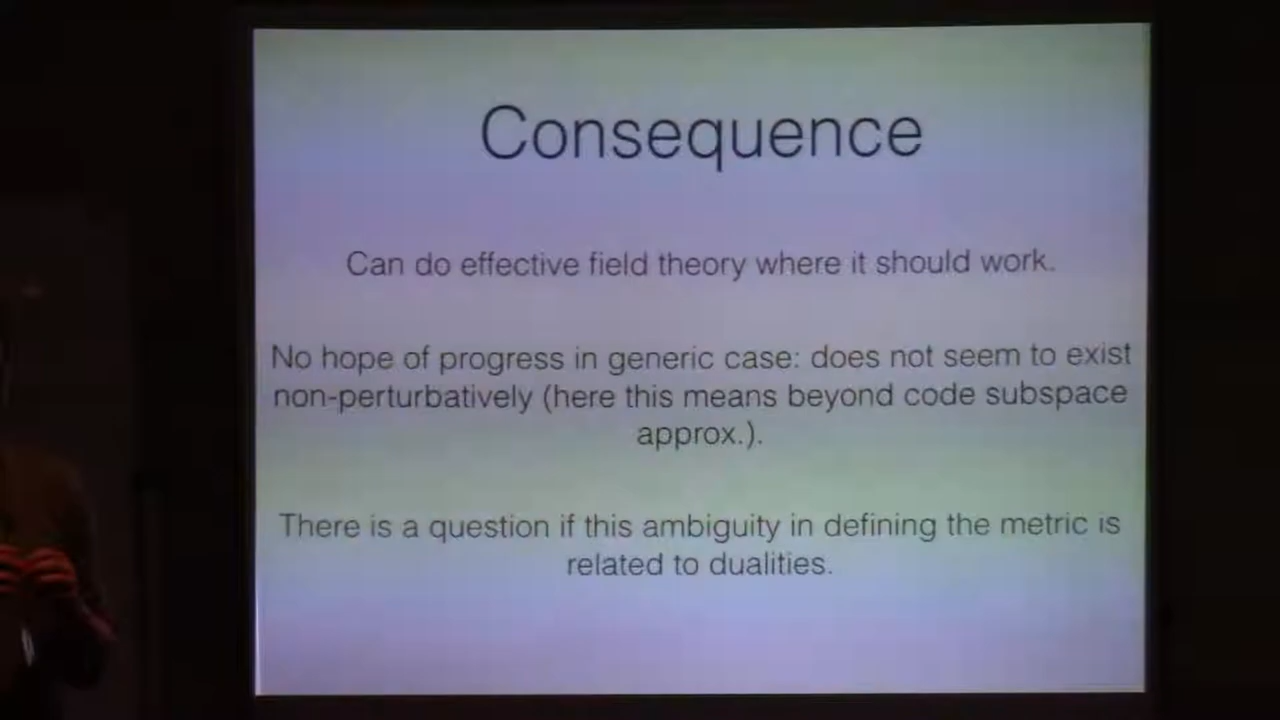 Consequence
Can do effective field theory where it should work.
No hope of progress in generic case: does not seem to exist
non-perturbatively (here this means beyond code subspace
approx.).
There is a question if this ambiguity in defining the metric is
related to dualities.